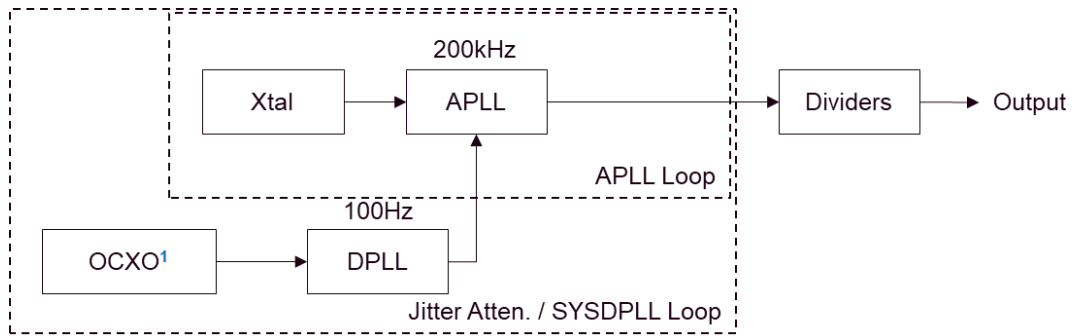 200kHz
Xtal
APLL
Dividers
Output
APLL Loop
100Hz
OCXO¹
DPLL
Jitter Atten. / SYSDPLL Loop